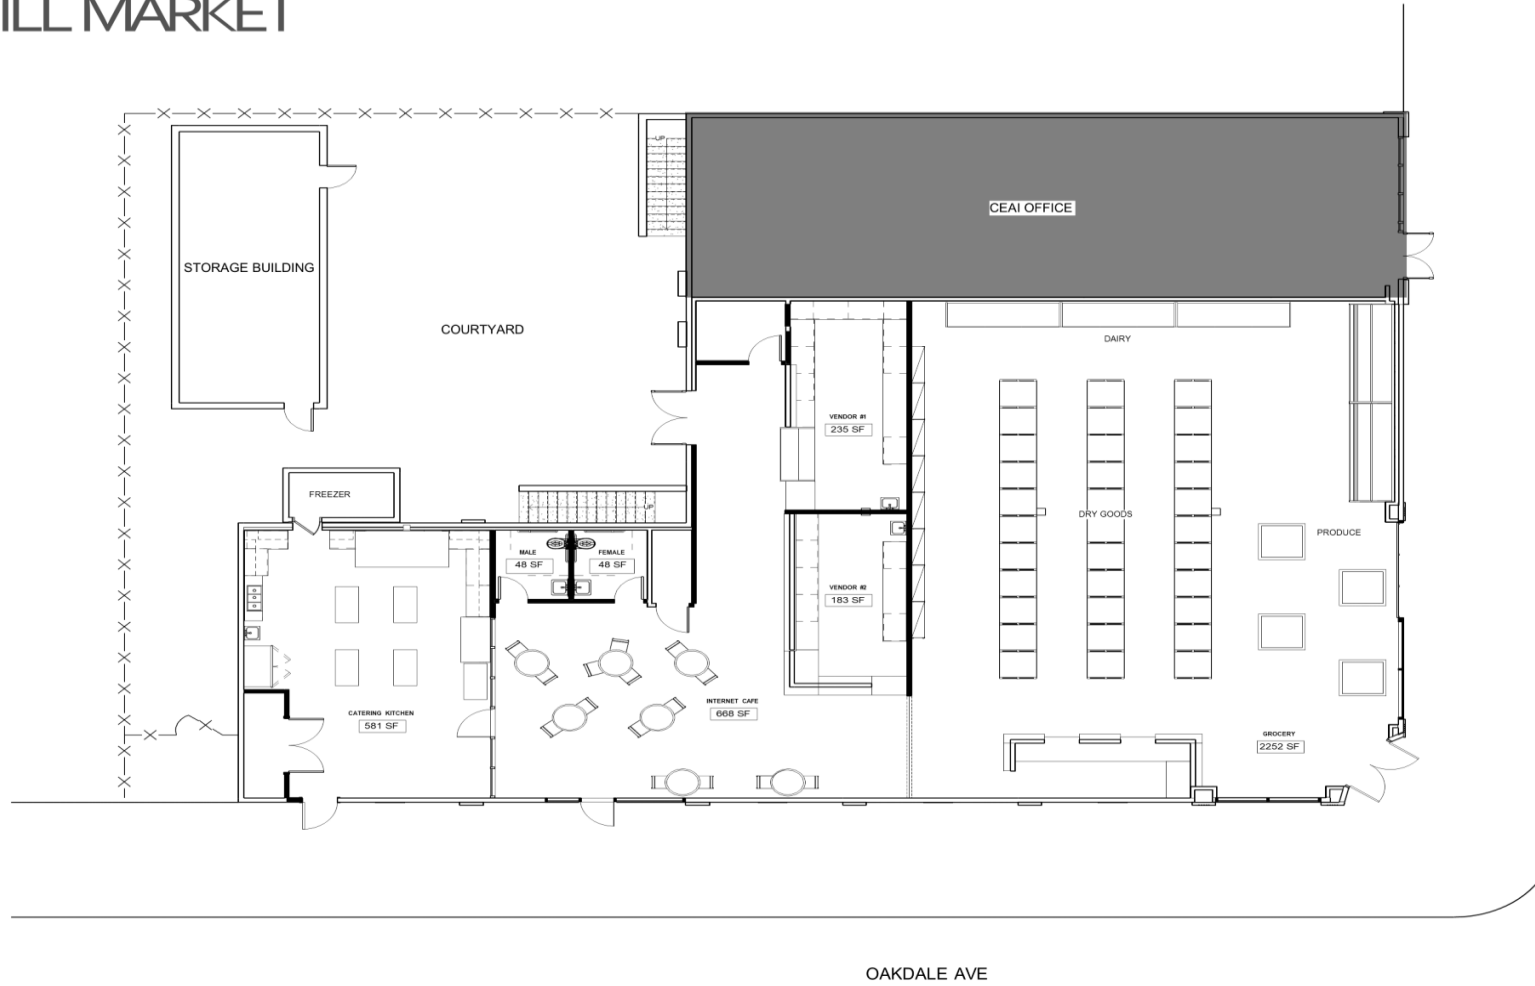 ILL MARKET
UP
CEAI OFFICE
STORAGE BUILDING
COURTYARD
DAIRY
VENDOR #1
235 SF
FREEZER
UP
DRY GOODS
PRODUCE
MALE
48 SF
FEMALE
48 SF
VENDOR #2
183 SF
INTERNET CAFE
668 SF
CATERING KITCHEN
581 SF
GROCERY
2252 SF
OAKDALE AVE